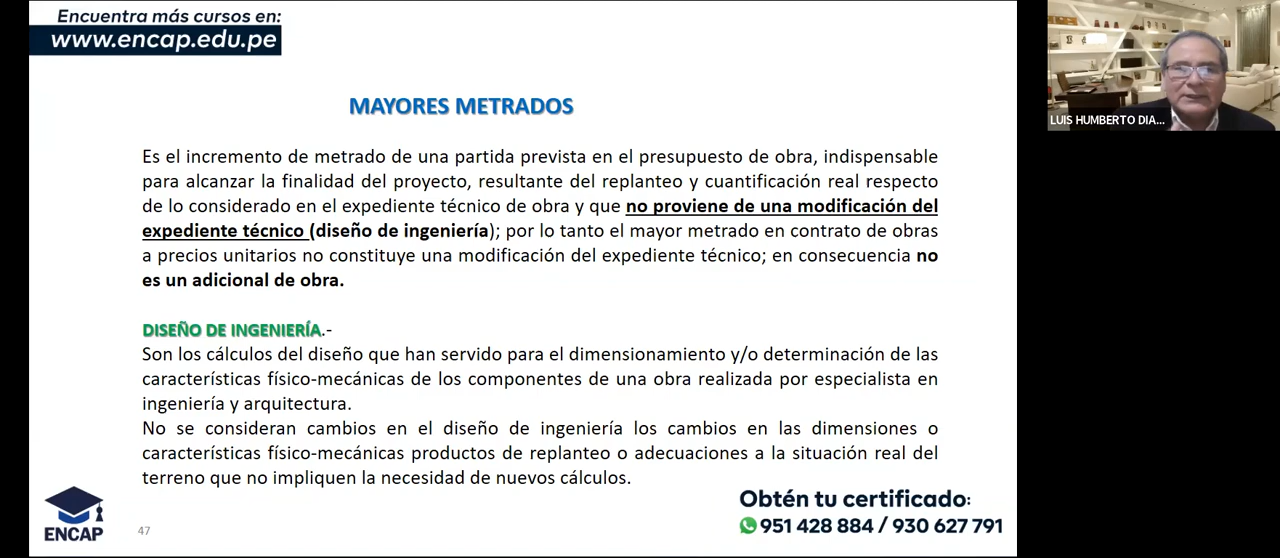 Encuentra más cursos en:
www.encap.edu.pe
MAYORES METRADOS
Es el incremento de metrado de una partida prevista en el presupuesto de obra, indispensable
para alcanzar la finalidad del proyecto, resultante del replanteo y cuantificación real respecto
de lo considerado en el expediente técnico de obra y que no proviene de una modificación del
expediente técnico (diseño de ingeniería); por lo tanto el mayor metrado en contrato de obras
a precios unitarios no constituye una modificación del expediente técnico; en consecuencia no
es un adicional de obra.
DISEÑO DE INGENIERÍA.-
Son los cálculos del diseño que han servido para el dimensionamiento y/o determinación de las
características físico-mecánicas de los componentes de una obra realizada por especialista en
ingeniería y arquitectura.
No se consideran cambios en el diseño de ingeniería los cambios en las dimensiones o
características físico-mecánicas productos de replanteo o adecuaciones a la situación real del
terreno que no impliquen la necesidad de nuevos cálculos.
ENCAP
47
Obtén tu certificado:
951 428 884 / 930 627 791
LUIS HUMBERTO DIA...